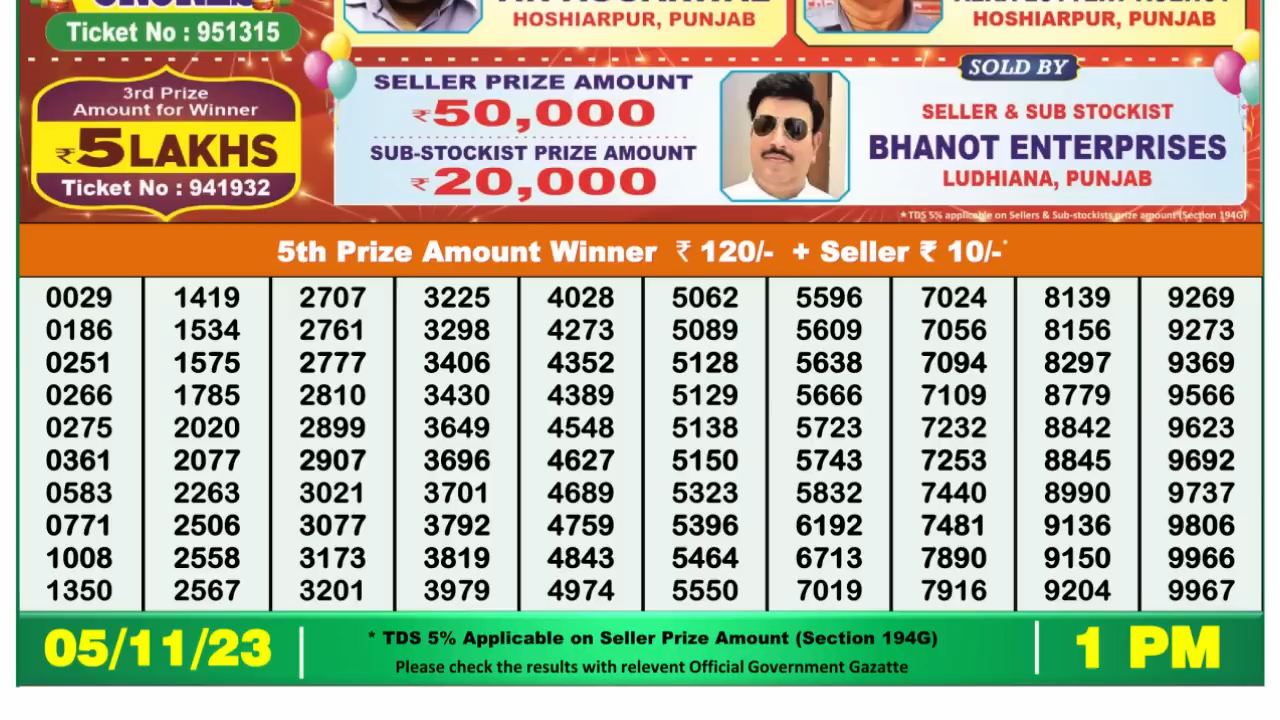 Ticket No : 951315
HOSHIARPUR, PUNJAB
HOSHIARPUR, PUNJAB
3rd Prize
Amount for Winner
₹5 LAKHS
Ticket No : 941932
SELLER PRIZE AMOUNT
₹50,000
SUB-STOCKIST PRIZE AMOUNT
₹20,000
SOLD BY
SELLER & SUB STOCKIST
BHANOT ENTERPRISES
LUDHIANA, PUNJAB
*TDS 5% applicable on Sellers & Sub-stockists prize amount (Section 194G)
5th Prize Amount Winner ₹ 120/- + Seller ₹ 10/-*
0029 1419 2707 3225 4028 5062 5596 7024 8139 9269
0186 1534 2761 3298 4273 5089 5609 7056 8156 9273
0251 1575 2777 3406 4352 5128 5638 7094 8297 9369
0266 1785 2810 3430 4389 5129 5666 7109 8779 9566
0275 2020 2899 3649 4548 5138 5723 7232 8842 9623
0361 2077 2907 3696 4627 5150 5743 7253 8845 9692
0583 2263 3021 3701 4689 5323 5832 7440 8990 9737
0771 2506 3077 3792 4759 5396 6192 7481 9136 9806
1008 2558 3173 3819 4843 5464 6713 7890 9150 9966
1350 2567 3201 3979 4974 5550 7019 7916 9204 9967
05/11/23
* TDS 5% Applicable on Seller Prize Amount (Section 194G)
Please check the results with relevent Official Government Gazatte
1 PM